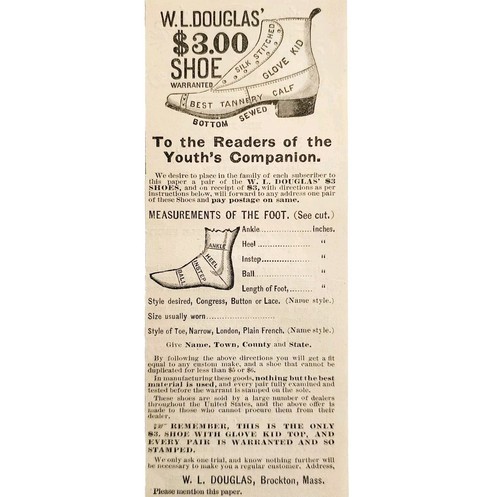 W. L. DOUGLAS'
$3.00
SHOE
WARRANTED
SILK STITCHED
GLOVE KID
BEST TANNERY CALF
BOTTOM SEWED
To the Readers of the
Youth's Companion.
We desire to place in the family of each subscriber to
this paper a pair of the W. L. DOUGLAS' $3
SHOES, and on receipt of $3, with directions as per
instructions below, will forward to any address one pair
of these Shoes and pay postage on same.
MEASUREMENTS OF THE FOOT. (See cut.)
Ankle ............... Inches.
Heel ................ "
Instep............... "
Ball ................ "
Length of Foot....... "
ANKLE
HEEL
INSTEP
BALL
Style desired, Congress, Button or Lace. (Name style.)
Size usually worn........................
Style of Toe, Narrow, London, Plain French. (Name style.)
Give Name, Town, County and State.
By following the above directions you will get a fit
equal to any custom make, and a shoe that cannot be
duplicated for less than $5 or $6.
In manufacturing these goods, nothing but the best
material is used, and every pair fully examined and
tested before the warrant is stamped on the sole.
These shoes are sold by a large number of dealers
throughout the United States, and the above offer is
made to those who cannot procure them from their
dealer.
☞ REMEMBER, THIS IS THE ONLY
$3. SHOE WITH GLOVE KID TOP, AND
EVERY PAIR IS WARRANTED AND SO
STAMPED.
We only ask one trial, and know nothing further will
be necessary to make you a regular customer. Address,
W. L. DOUGLAS, Brockton, Mass.
Please mention this paper.